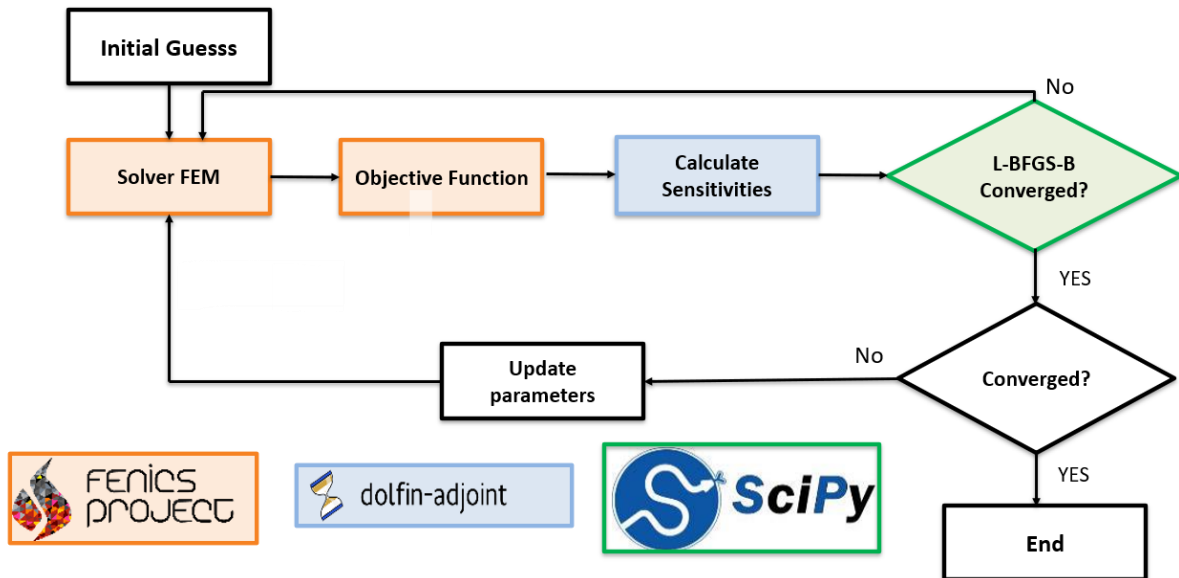 Initial Guesss
No
Solver FEM
Objective Function
Calculate
Sensitivities
L-BFGS-B
Converged?
YES
No
Update
parameters
Converged?
YES
End
FENICS
PROJECT
dolfin-adjoint
SciPy